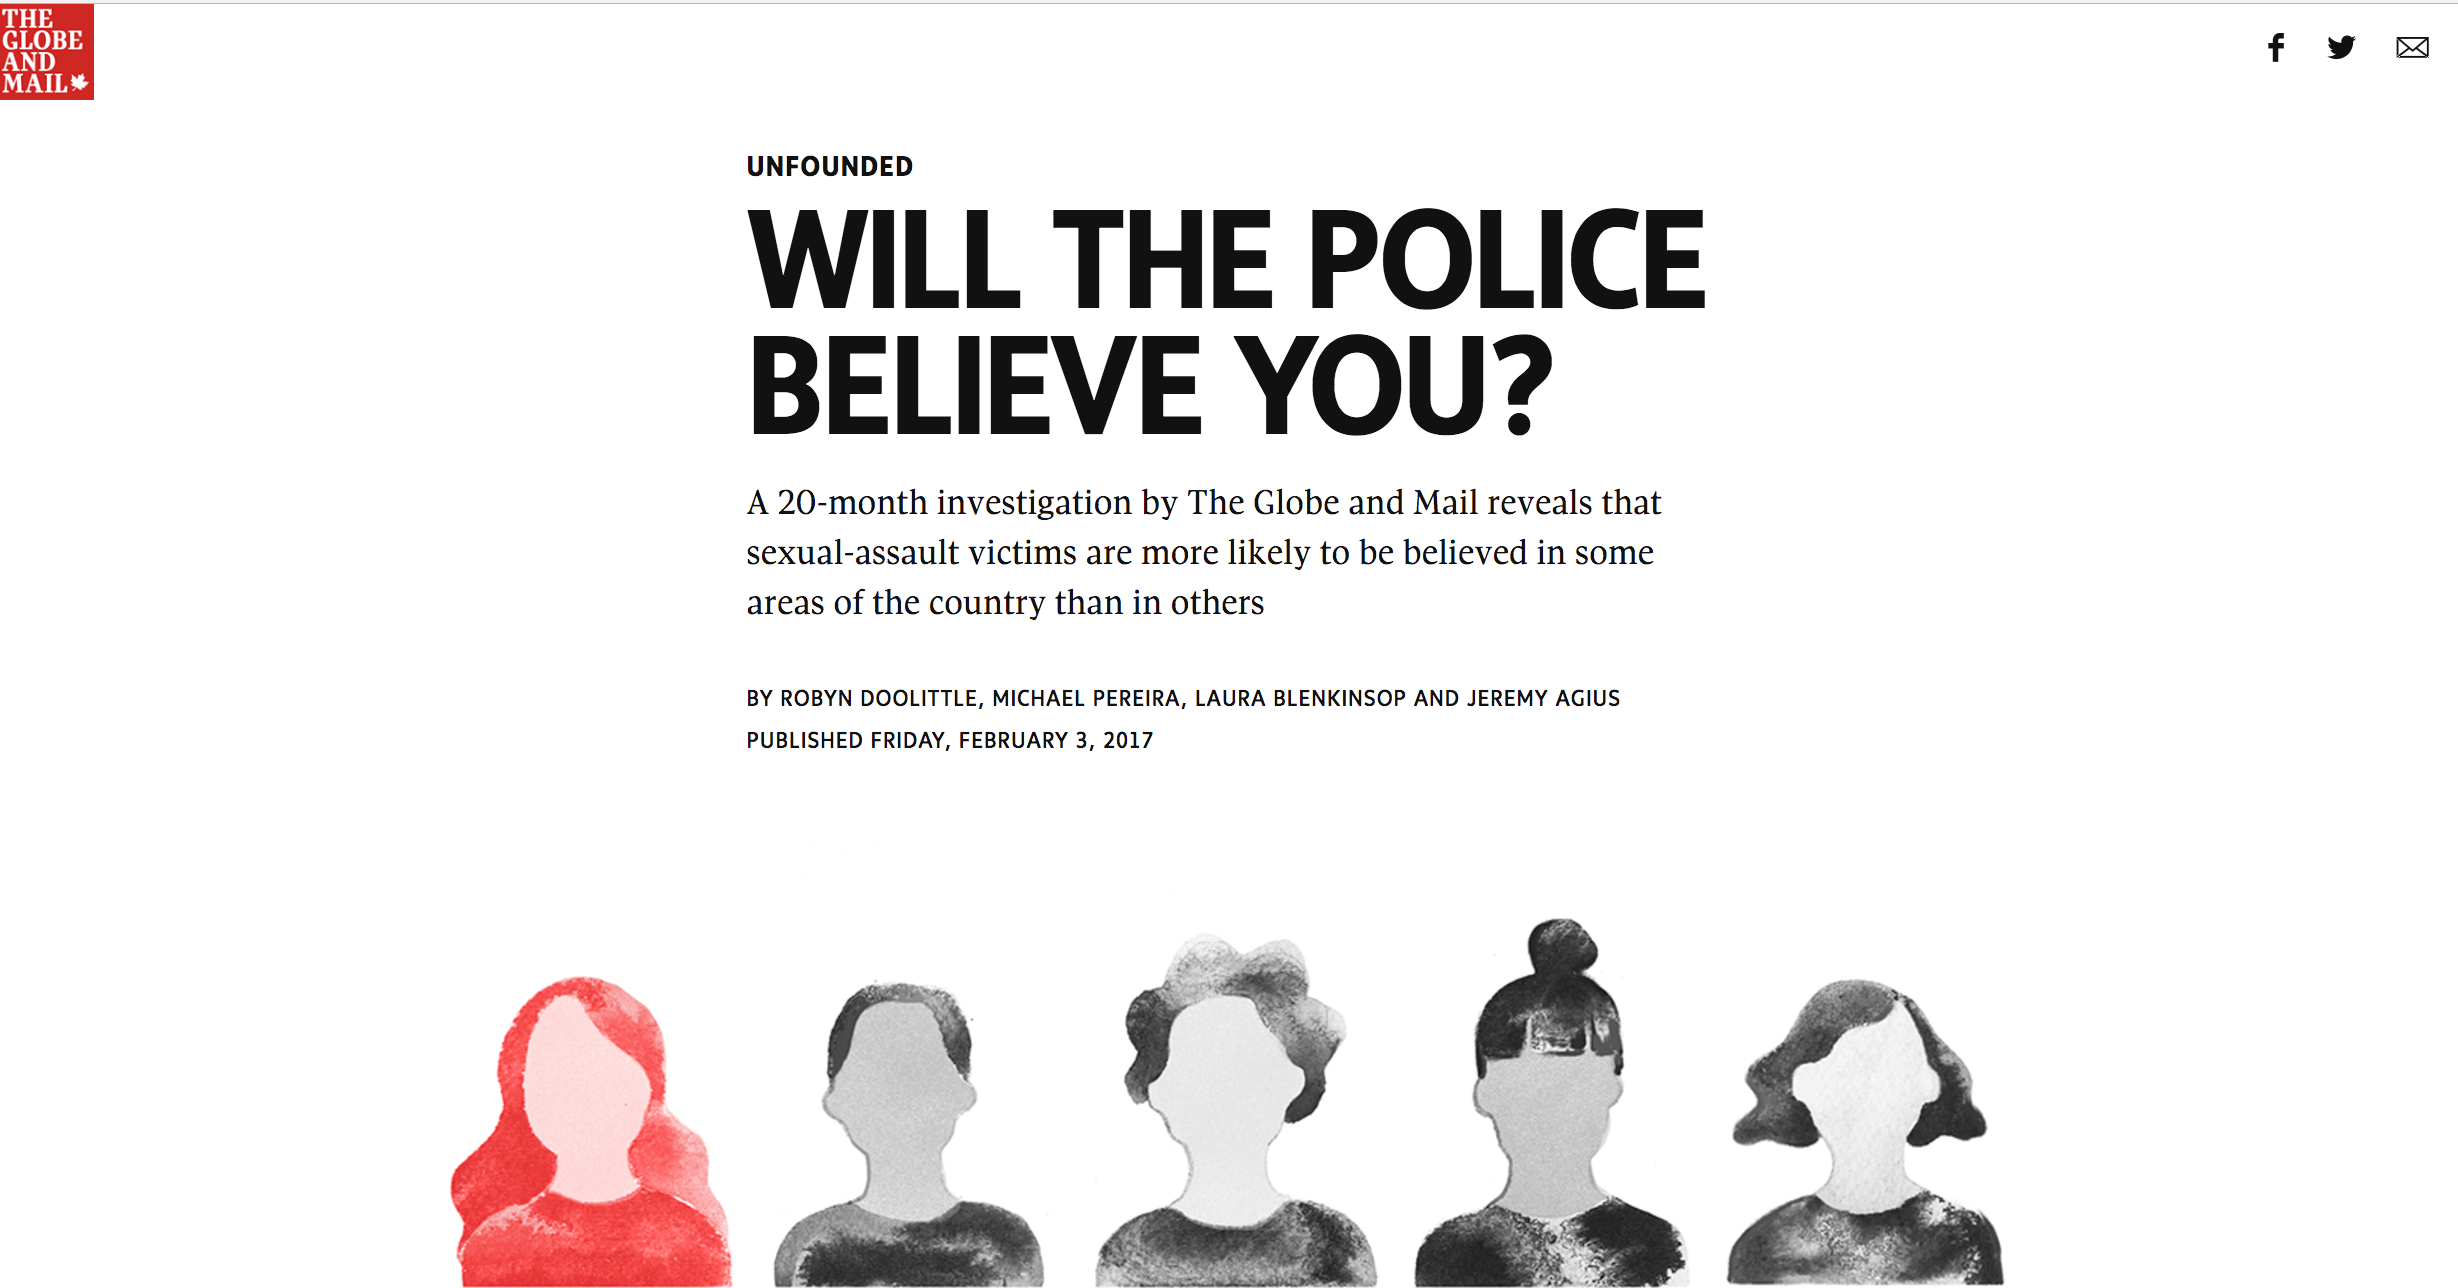 THE
GLOBE
AND
MAIL
UNFOUNDED
WILL THE POLICE
BELIEVE YOU?
A 20-month investigation by The Globe and Mail reveals that
sexual-assault victims are more likely to be believed in some
areas of the country than in others
BY ROBYN DOOLITTLE, MICHAEL PEREIRA, LAURA BLENKINSOP AND JEREMY AGIUS
PUBLISHED FRIDAY, FEBRUARY 3, 2017